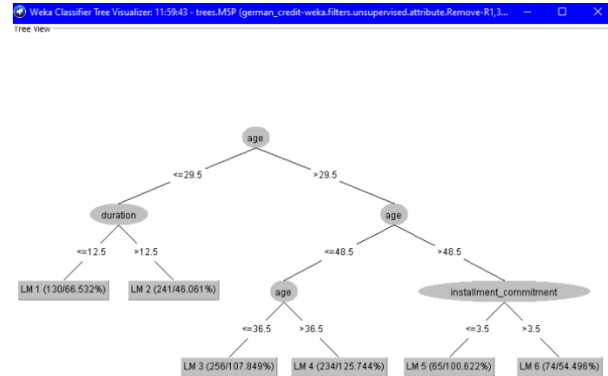 Weka Classifier Tree Visualizer: 11:59:43 - trees.M5P (german_credit-weka.filters.unsupervised.attribute.Remove-R1,3...
Tree View
age
<=29.5 >29.5
duration age
<=12.5 >12.5 <=48.5 >48.5
LM 1 (130/66.532%) LM 2 (241/46.061%) age installment_commitment
<=36.5 >36.5 <=3.5 >3.5
LM 3 (256/107.849%) LM 4 (234/125.744%) LM 5 (65/100.622%) LM 6 (74/54.496%)